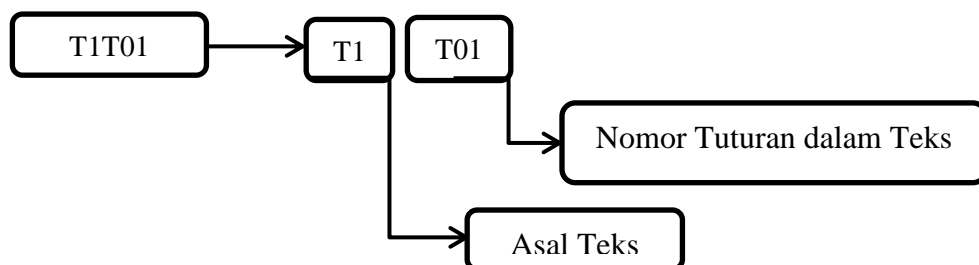 T1T01
T1
T01
Nomor Tuturan dalam Teks
Asal Teks